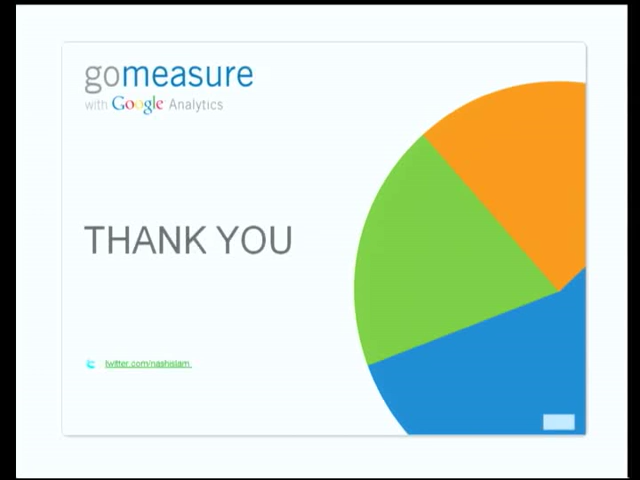 gomeasure
with Google Analytics
THANK YOU
twitter.com/nashislam